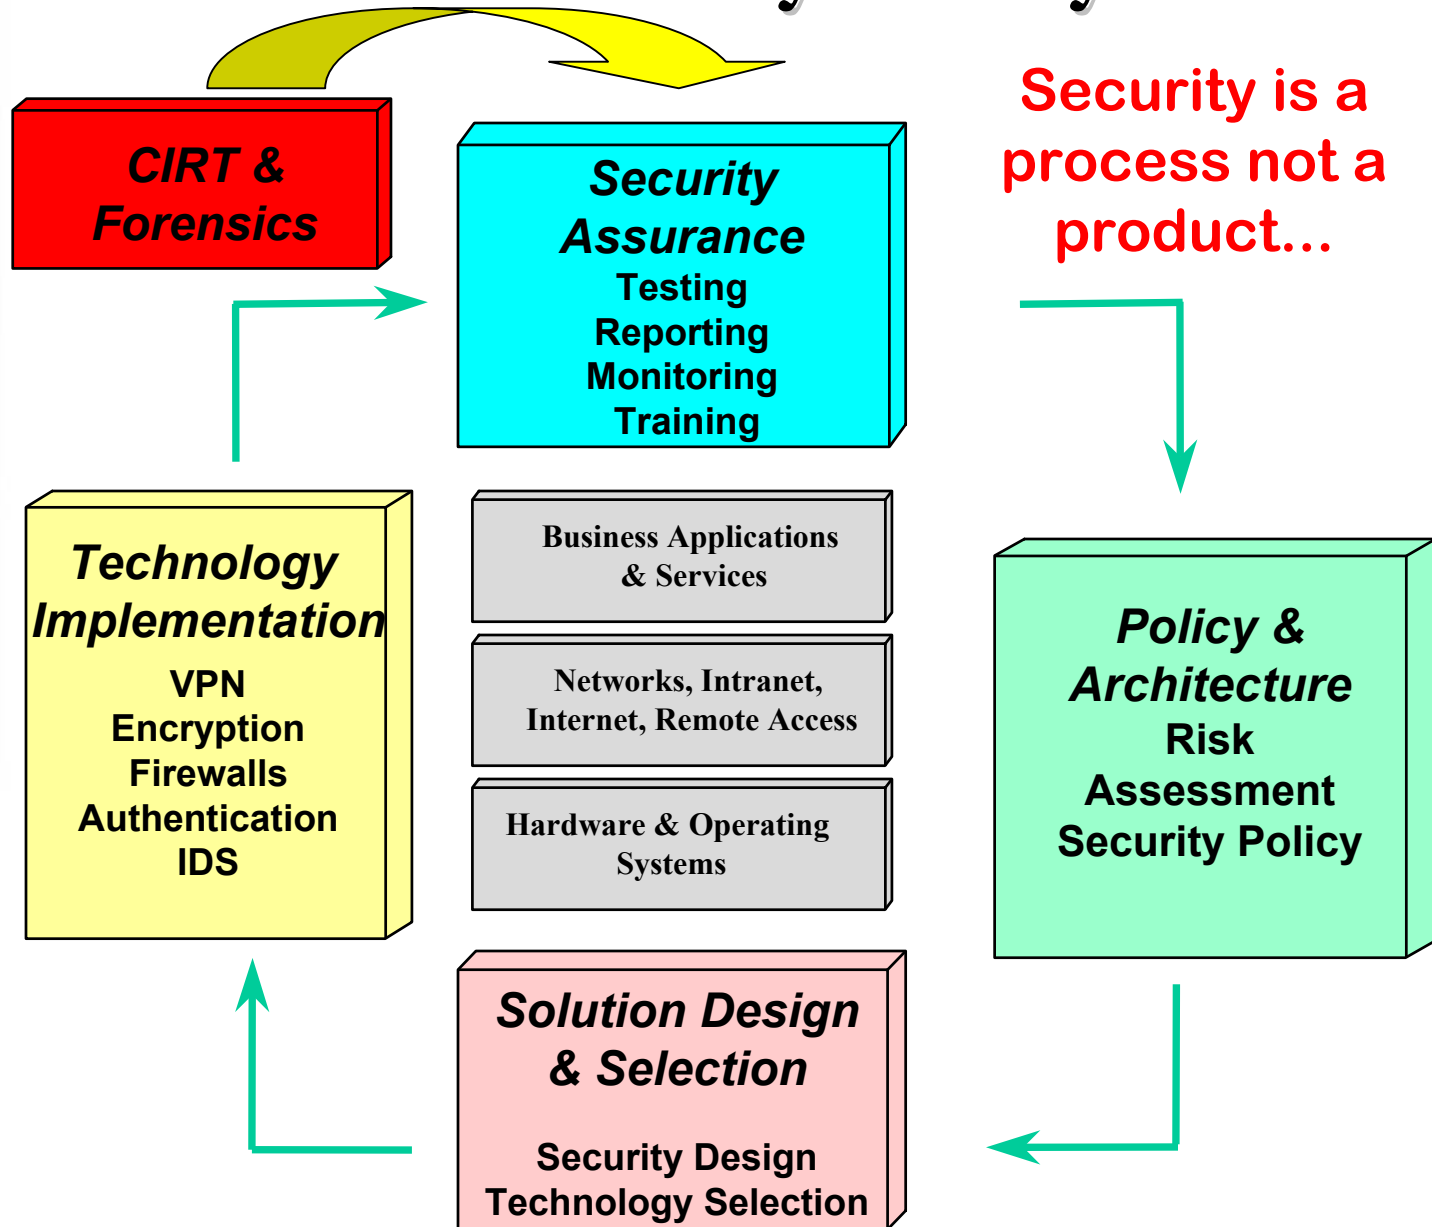 Security is a
process not a
product...
CIRT &
Forensics
Security
Assurance
Testing
Reporting
Monitoring
Training
Technology
Implementation
VPN
Encryption
Firewalls
Authentication
IDS
Business Applications
& Services
Networks, Intranet,
Internet, Remote Access
Hardware & Operating
Systems
Policy &
Architecture
Risk
Assessment
Security Policy
Solution Design
& Selection
Security Design
Technology Selection